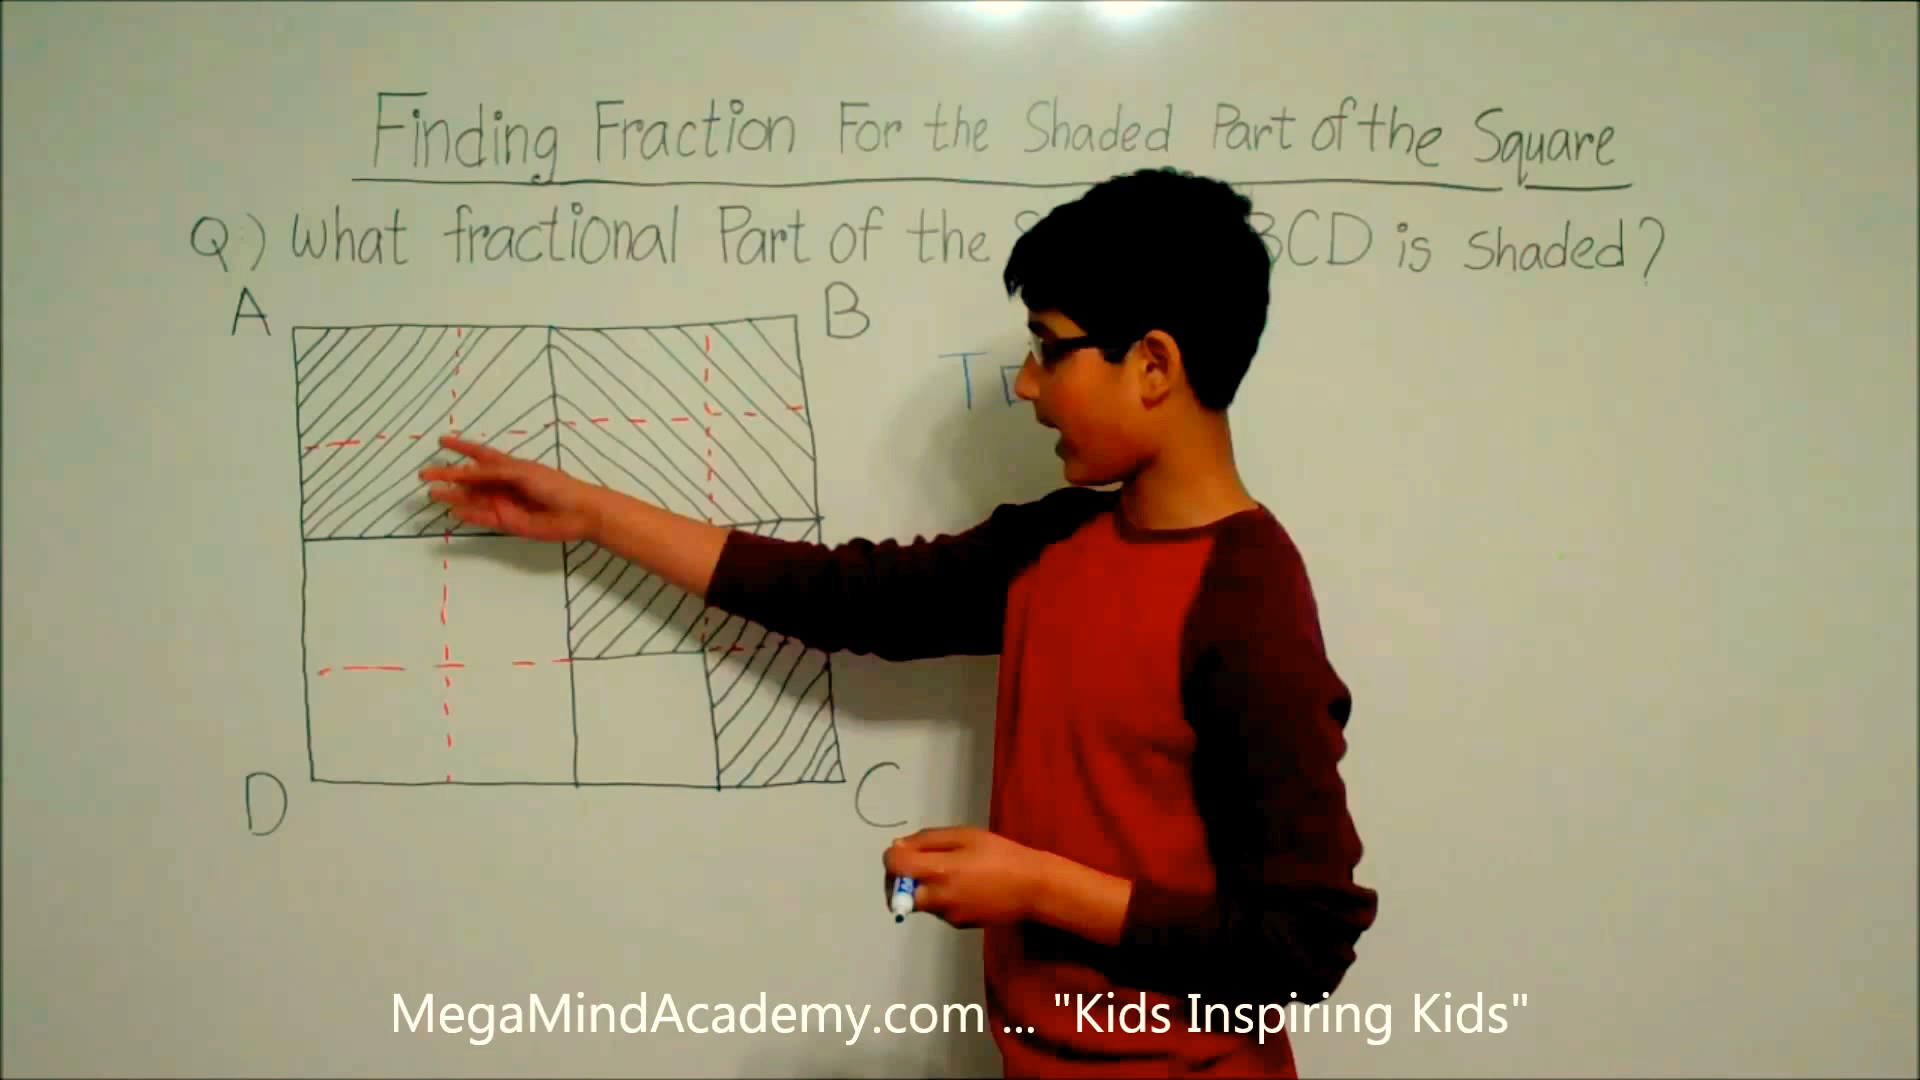 Finding Fraction For the Shaded Part of the Square
Q:) What fractional Part of the BCD is shaded?
A
B
T
D
C
MegaMindAcademy.com ... "Kids Inspiring Kids"